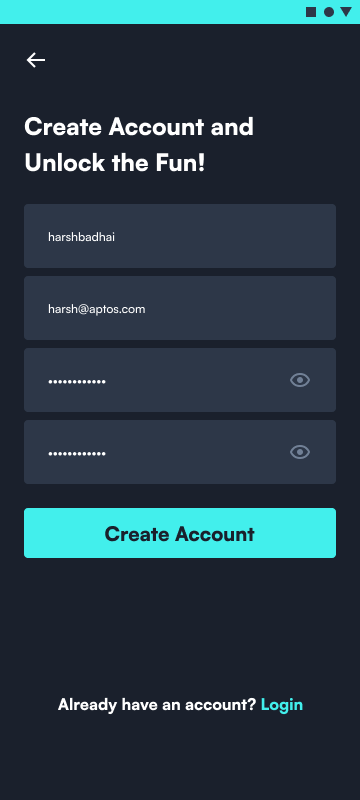 Create Account and
Unlock the Fun!
harshbadhai
harsh@aptos.com
••••••••••••
••••••••••••
Create Account
Already have an account? Login